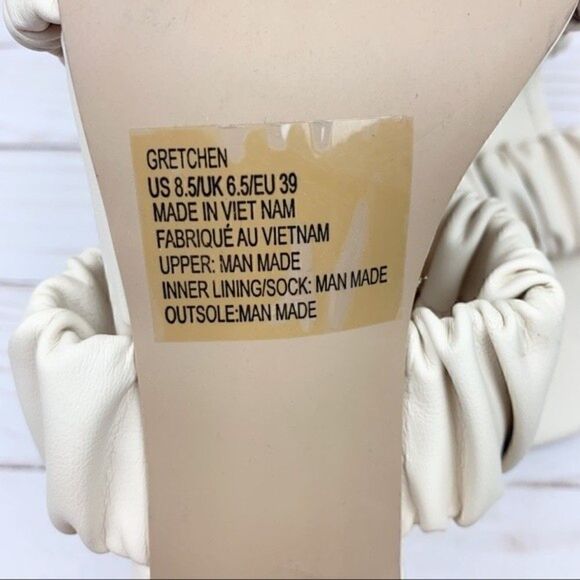 GRETCHEN
US 8.5/UK 6.5/EU 39
MADE IN VIET NAM
FABRIQUÉ AU VIETNAM
UPPER: MAN MADE
INNER LINING/SOCK: MAN MADE
OUTSOLE:MAN MADE